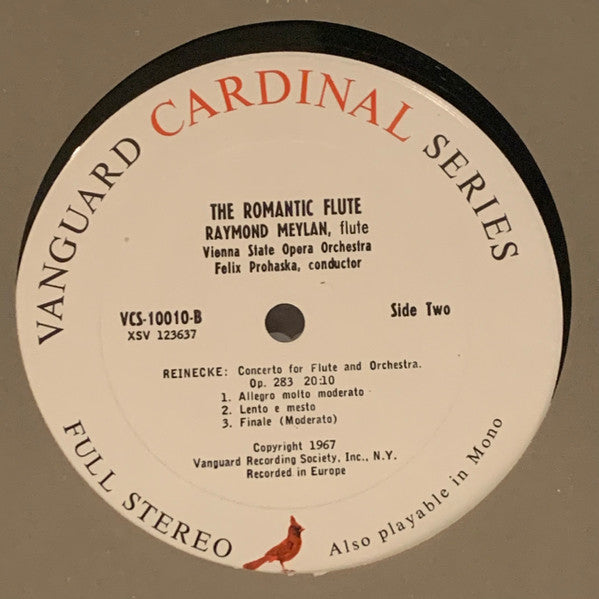 VANGUARD CARDINAL SERIES
THE ROMANTIC FLUTE
RAYMOND MEYLAN, flute
Vienna State Opera Orchestra
Felix Prohaska, conductor
VCS-10010-B
XSV 123637
Side Two
REINECKE: Concerto for Flute and Orchestra.
Op. 283 20:10
1. Allegro molto moderato
2. Lento e mesto
3. Finale (Moderato)
Copyright 1967
Vanguard Recording Society, Inc., N.Y.
Recorded in Europe
FULL STEREO
Also playable in Mono